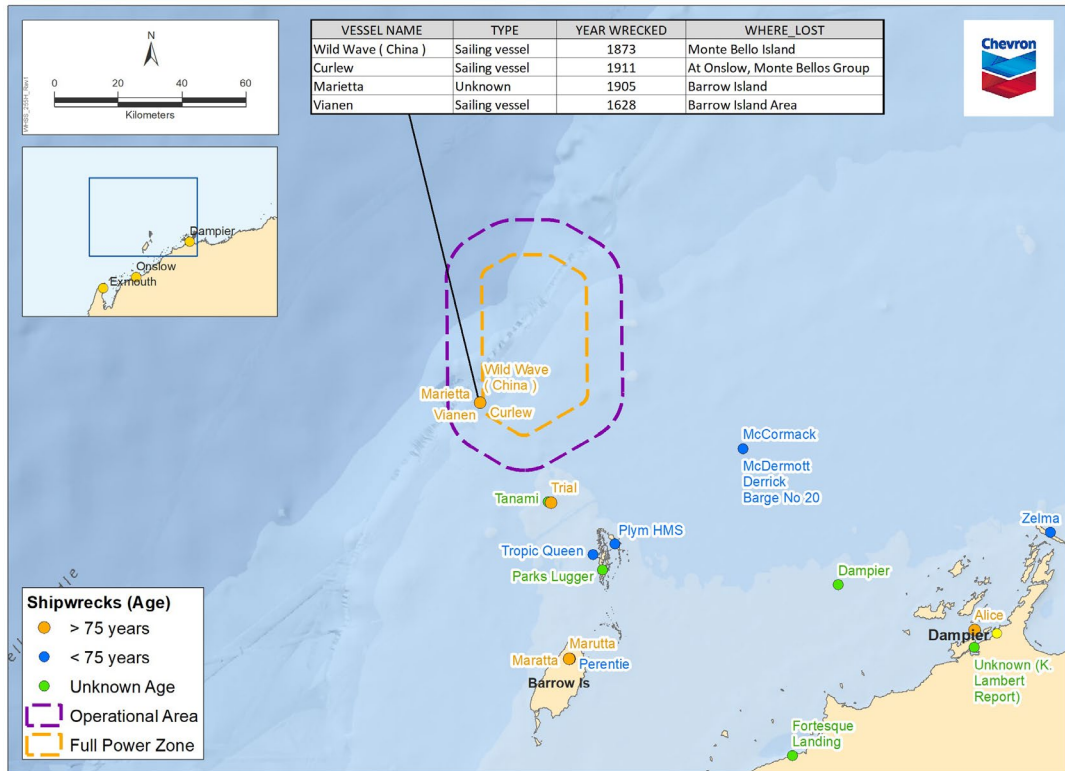 VESSEL NAME TYPE YEAR WRECKED WHERE_LOST
Wild Wave ( China ) Sailing vessel 1873 Monte Bello Island
Curlew Sailing vessel 1911 At Onslow, Monte Bellos Group
Marietta Unknown 1905 Barrow Island
Vianen Sailing vessel 1628 Barrow Island Area
Chevron
N
0 20 40 60
Kilometers
Dampier
Onslow
Exmouth
Wild Wave
( China )
Marietta
Vianen
Curlew
McCormack
McDermott
Derrick
Barge No 20
Trial
Tanami
Zelma
Plym HMS
Tropic Queen
Parks Lugger
Dampier
Alice
Dampier
Unknown (K.
Lambert
Report)
Marutta
Maratta
Perentie
Barrow Is
Fortesque
Landing
Shipwrecks (Age)
> 75 years
< 75 years
Unknown Age
Operational Area
Full Power Zone